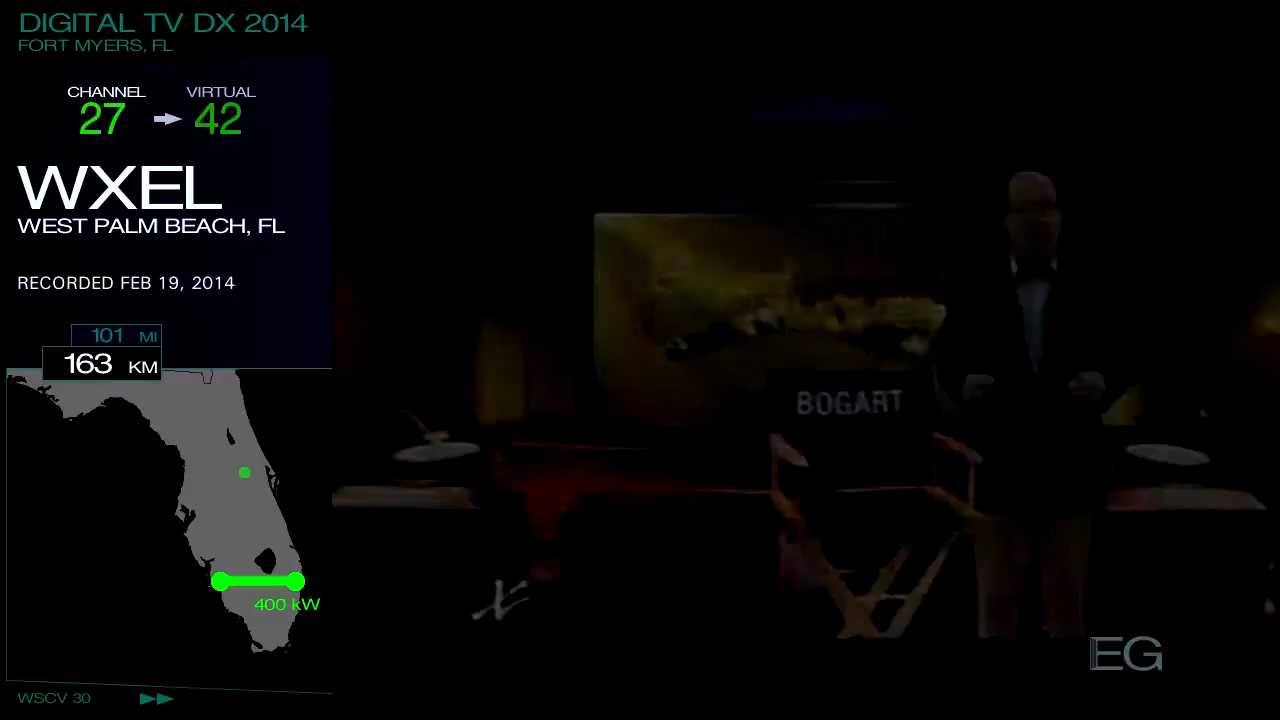 DIGITAL TV DX 2014
FORT MYERS, FL
CHANNEL VIRTUAL
27 42
WXEL
WEST PALM BEACH, FL
RECORDED FEB 19, 2014
101 MI
163 KM
400 kW
WSCV 30
BOGART
X
EG